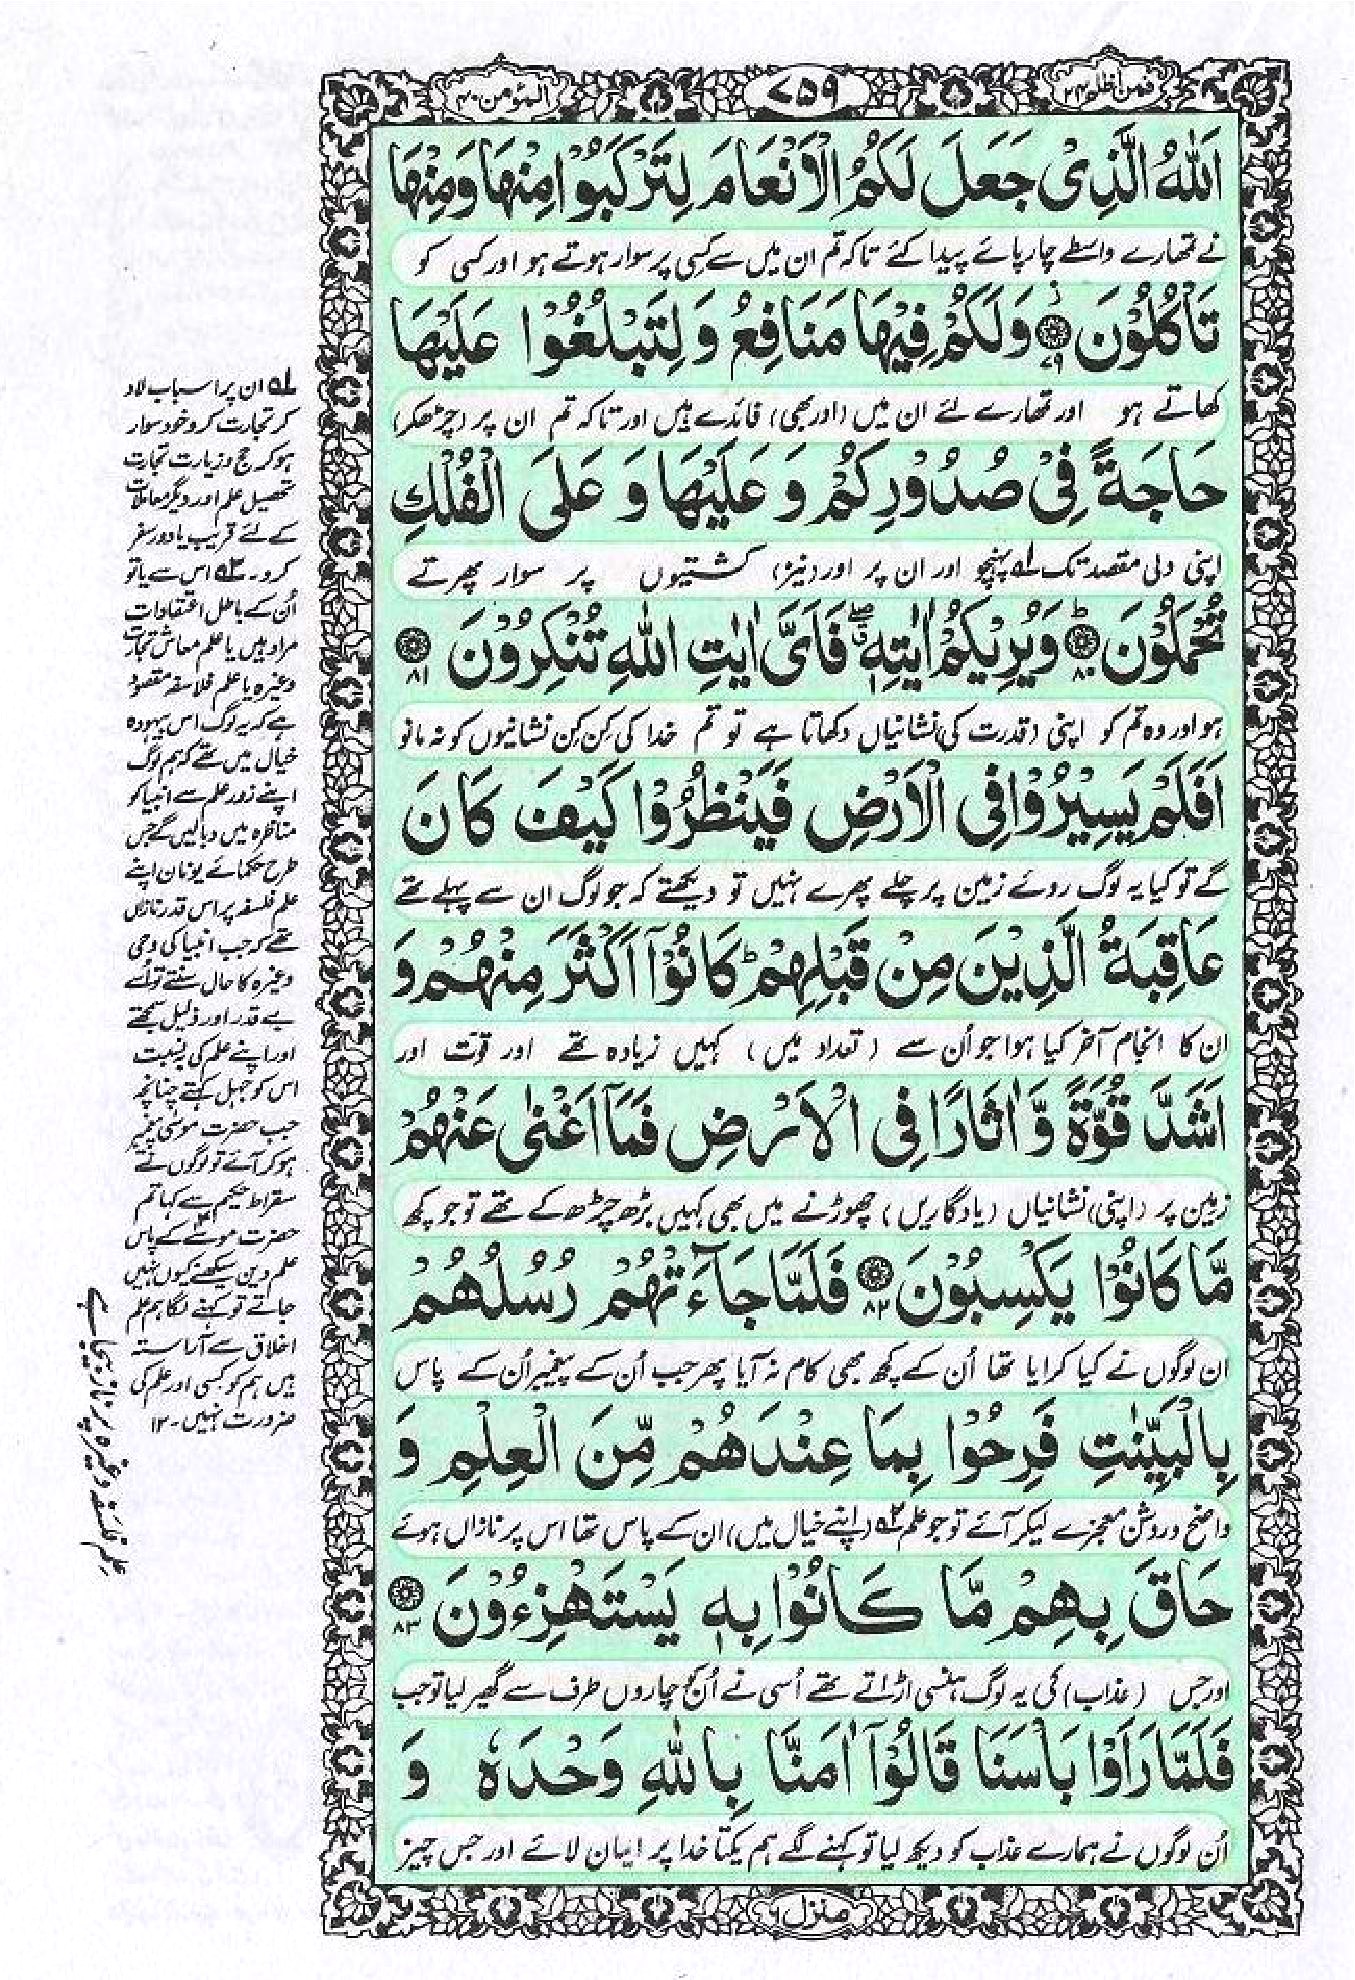 فمن اظلم ۲۴
۷۵۹
المؤمن ۴۰
اَللّٰهُ الَّذِیْ جَعَلَ لَكُمُ الْاَنْعَامَ لِتَرْكَبُوْا مِنْهَا وَمِنْهَا
نے تمھارے واسطے چارپائے پیدا کئے تاکہ تم ان میں سے کسی پر سوار ہوتے ہو اور کسی کو
تَاْكُلُوْنَ ۷۹ وَلَكُمْ فِیْهَا مَنَافِعُ وَ لِتَبْلُغُوْا عَلَیْهَا
کھاتے ہو اور تمھارے لئے ان میں (اور بھی) فائدے ہیں اور تاکہ تم ان پر (چڑھکر)
حَاجَةً فِیْ صُدُوْرِكُمْ وَ عَلَیْهَا وَ عَلَی الْفُلْكِ
اپنی دلی مقصد تک ۱ پہنچو اور ان پر اور (نیز) کشتیوں پر سوار پھرتے
تُحْمَلُوْنَ ؕ ۸۰ وَیُرِیْكُمْ اٰیٰتِهٖ ۖ فَاَیَّ اٰیٰتِ اللّٰهِ تُنْكِرُوْنَ ۸۱
ہو اور وہ تم کو اپنی (قدرت کی) نشانیاں دکھاتا ہے تو تم خدا کی کن کن نشانیوں کو نہ مانو
اَفَلَمْ یَسِیْرُوْا فِی الْاَرْضِ فَیَنْظُرُوْا كَیْفَ كَانَ
گے تو کیا یہ لوگ روئے زمین پر چلے پھرے نہیں تو دیکھتے کہ جو لوگ ان سے پہلے تھے
عَاقِبَةُ الَّذِیْنَ مِنْ قَبْلِهِمْ ؕ كَانُوْۤا اَكْثَرَ مِنْهُمْ وَ
ان کا انجام آخر کیا ہوا جو اُن سے (تعداد میں) کہیں زیادہ تھے اور قوّت اور
اَشَدَّ قُوَّةً وَّ اٰثَارًا فِی الْاَرْضِ فَمَاۤ اَغْنٰی عَنْهُمْ
زمین پر (اپنی) نشانیاں (یادگاریں) چھوڑنے میں بھی کہیں بڑھ چڑھ کے تھے تو جو کچھ
مَّا كَانُوْا یَكْسِبُوْنَ ۸۲ فَلَمَّا جَآءَتْهُمْ رُسُلُهُمْ
ان لوگوں نے کیا کرایا تھا اُن کے کچھ بھی کام نہ آیا پھر جب اُن کے پیغمبر اُن کے پاس
بِالْبَیِّنٰتِ فَرِحُوْا بِمَا عِنْدَهُمْ مِّنَ الْعِلْمِ وَ
واضح و روشن معجزے لیکر آئے تو جو علم ۲ (اپنے خیال میں) ان کے پاس تھا اس پر نازاں ہوئے
حَاقَ بِهِمْ مَّا كَانُوْا بِهٖ یَسْتَهْزِءُوْنَ ۸۳
اور جس (عذاب) کی یہ لوگ ہنسی اڑاتے تھے اُسی نے اُن کو چاروں طرف سے گھیر لیا تو جب
فَلَمَّا رَاَوْا بَاْسَنَا قَالُوْۤا اٰمَنَّا بِاللّٰهِ وَحْدَهٗ وَ
اُن لوگوں نے ہمارے عذاب کو دیکھ لیا تو کہنے لگے ہم یکتا خدا پر ایمان لائے اور جس چیز
منزل ۶
۱ ان پر اسباب لاد
کر تجارت کرو خود سوار
ہو کر حج و زیارت تجارت
تحصیل علم اور دیگر معاملات
کے لئے قریب یا دور سفر
کرو۔ ۲ اس سے یا تو
اُن کے باطل اعتقادات
مراد ہیں یا علم معاش تجارت
وغیرہ یا علم فلاسفہ مقصود
ہے کہ یہ لوگ اس بیہودہ
خیال میں تھے کہ ہم لوگ
اپنے زور علم سے انبیا کو
مناظرہ میں دبا لیں گے جس
طرح حکمائے یونان اپنے
علم فلسفہ پر اس قدر نازاں
تھے کہ جب انبیا کی وحی
وغیرہ کا حال سنتے تو اُسے
بے قدر اور ذلیل سمجھتے
اور اپنے علم کی بہ نسبت
اس کو جہل کہتے چنانچہ
جب حضرت موسٰی پیغمبر
ہو کر آئے تو لوگوں نے
سقراط حکیم سے کہا تم
حضرت موسٰی کے پاس
علم دین سیکھنے کیوں نہیں
جاتے تو کہنے لگا ہم علم
اخلاق سے آراستہ
ہیں ہم کو کسی اور علم کی
ضرورت نہیں۔ ۱۲